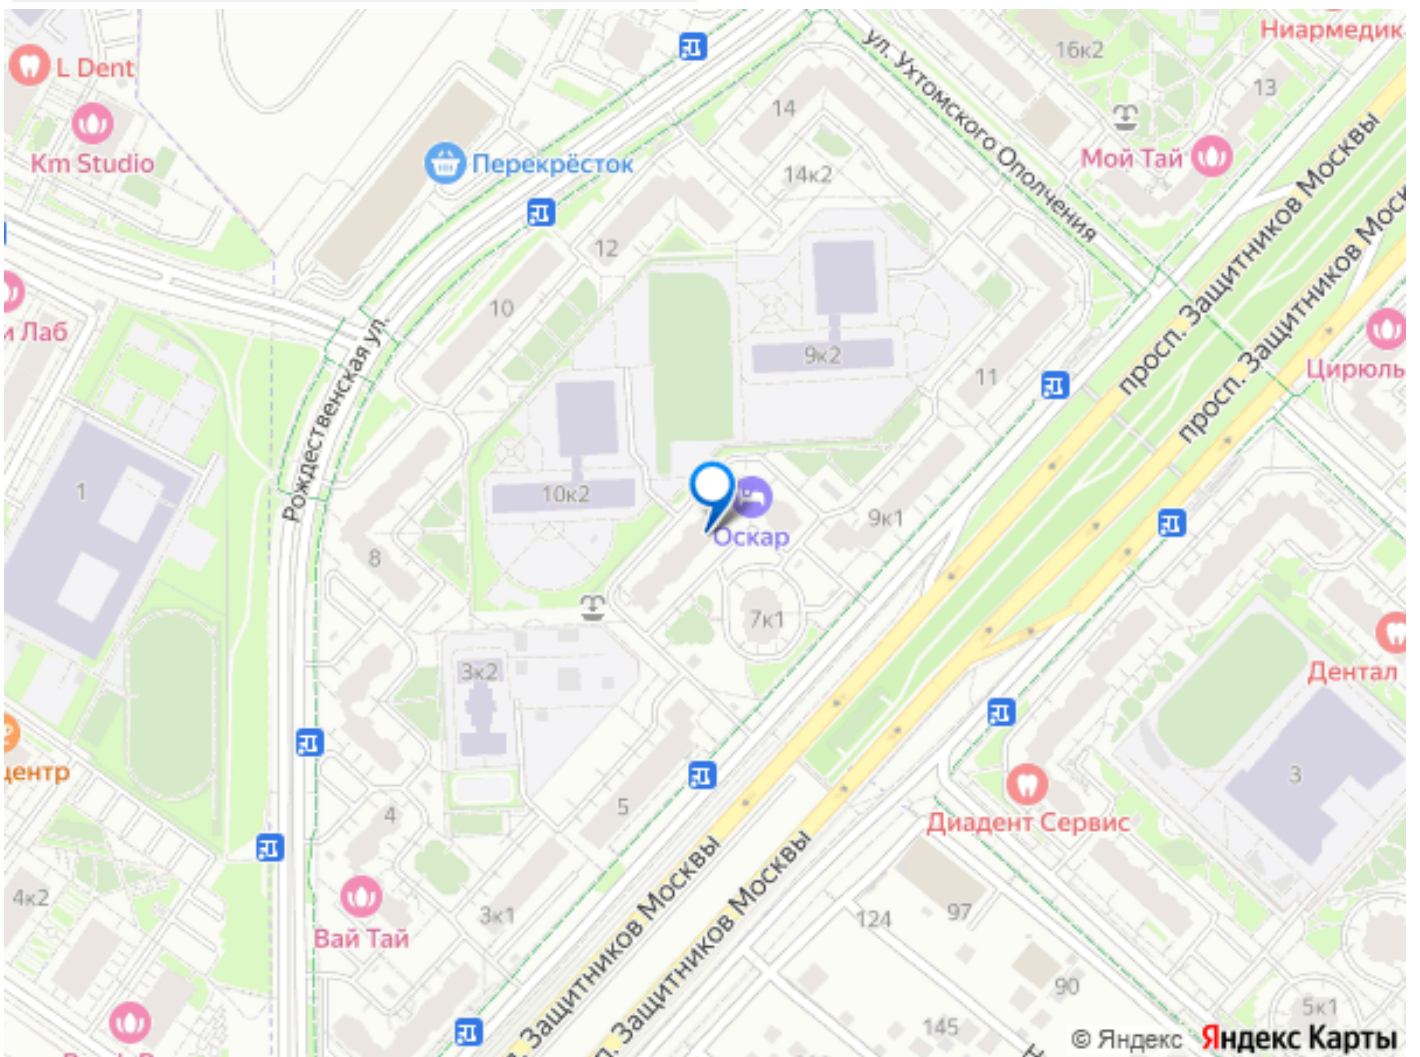 Ниармедик
16к2
L Dent
13
14
ул. Ухтомского Ополчения
Km Studio
Перекрёсток
Мой Тай
14к2
просп. Защитников Москвы
просп. Защитников Моск
12
10
и Лаб
Рождественская ул.
9к2
Цирюль
11
1
10к2
9к1
Оскар
8
7к1
3к2
Дентал
центр
3
5
4
Диадент Сервис
4к2
Вай Тай
3к1
124
97
Защитников Москвы
п. Защитников Москвы
90
5к1
145
© Яндекс Яндекс Карты